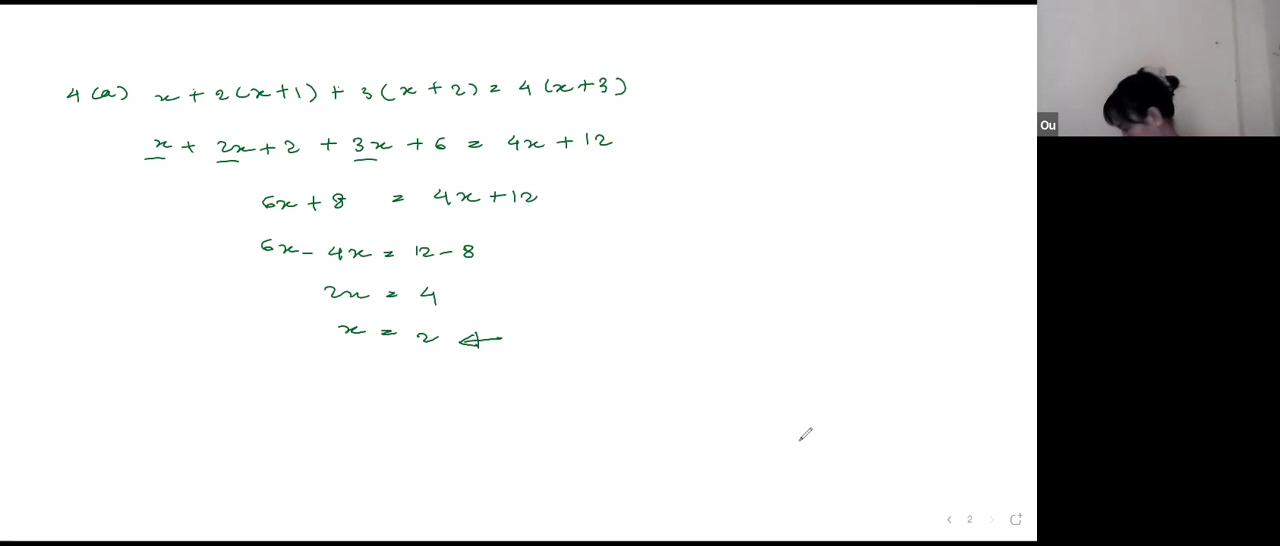 4 (a) x + 2(x+1) + 3(x+2) = 4(x+3)
x + 2x + 2 + 3x + 6 = 4x + 12
6x + 8 = 4x + 12
6x - 4x = 12 - 8
2x = 4
x = 2
Ou
2